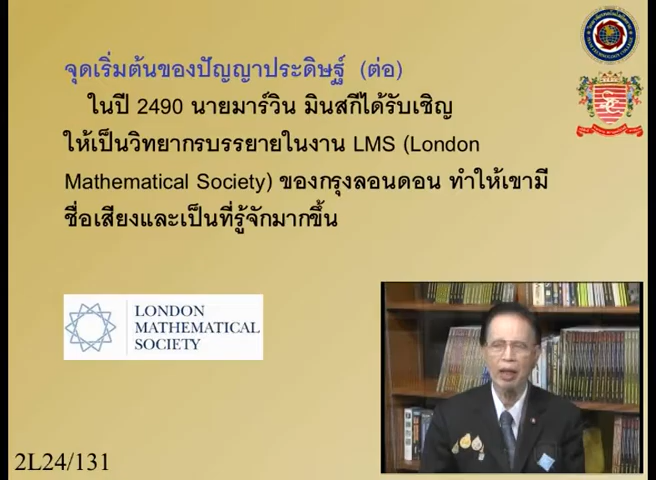 จุดเริ่มต้นของปัญญาประดิษฐ์ (ต่อ)
ในปี 2490 นายมาร์วิน มินสกีได้รับเชิญ
ให้เป็นวิทยากรบรรยายในงาน LMS (London
Mathematical Society) ของกรุงลอนดอน ทำให้เขามี
ชื่อเสียงและเป็นที่รู้จักมากขึ้น
LONDON
MATHEMATICAL
SOCIETY
2L24/131